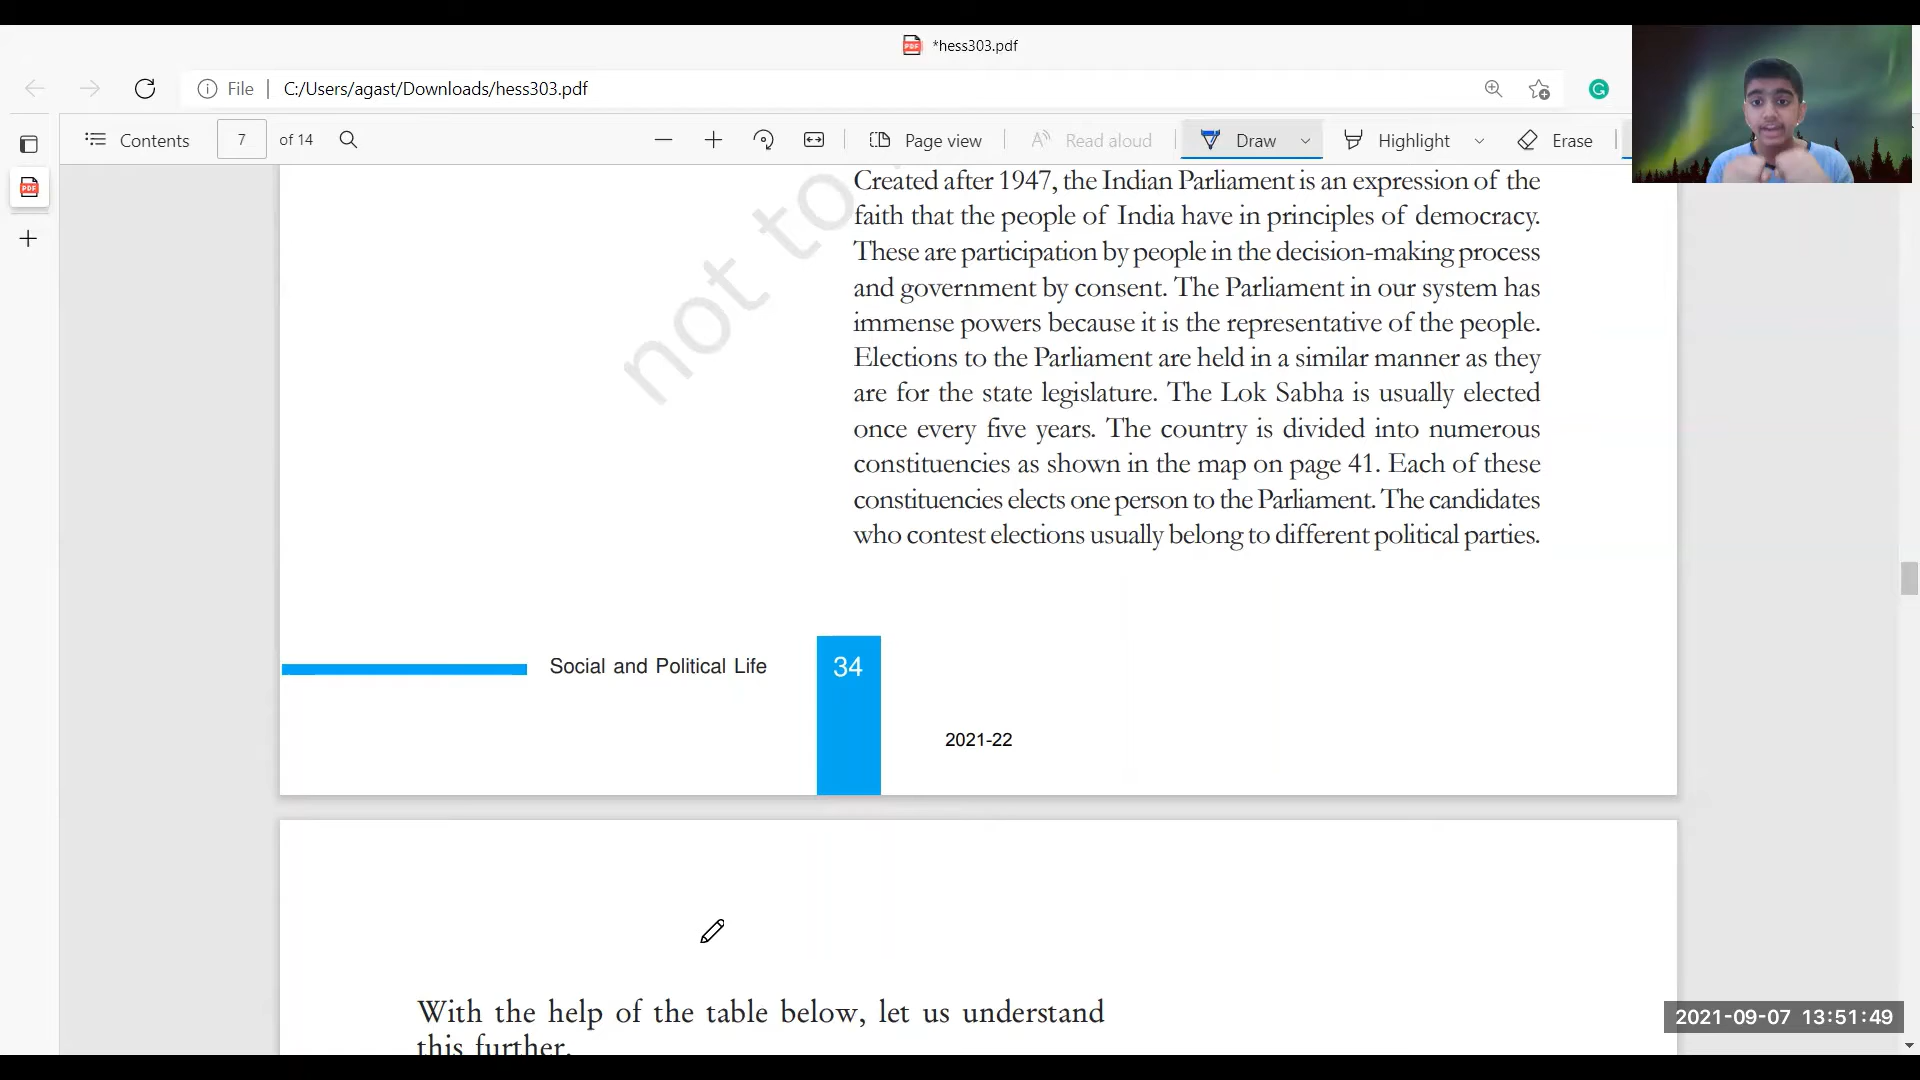 *hess303.pdf
File
C:/Users/agast/Downloads/hess303.pdf
G
Contents
7
of 14
Page view
Read aloud
Draw
Highlight
Erase
not to
Created after 1947, the Indian Parliament is an expression of the
faith that the people of India have in principles of democracy.
These are participation by people in the decision-making process
and government by consent. The Parliament in our system has
immense powers because it is the representative of the people.
Elections to the Parliament are held in a similar manner as they
are for the state legislature. The Lok Sabha is usually elected
once every five years. The country is divided into numerous
constituencies as shown in the map on page 41. Each of these
constituencies elects one person to the Parliament. The candidates
who contest elections usually belong to different political parties.
Social and Political Life
34
2021-22
With the help of the table below, let us understand
this further.
2021-09-07 13:51:49